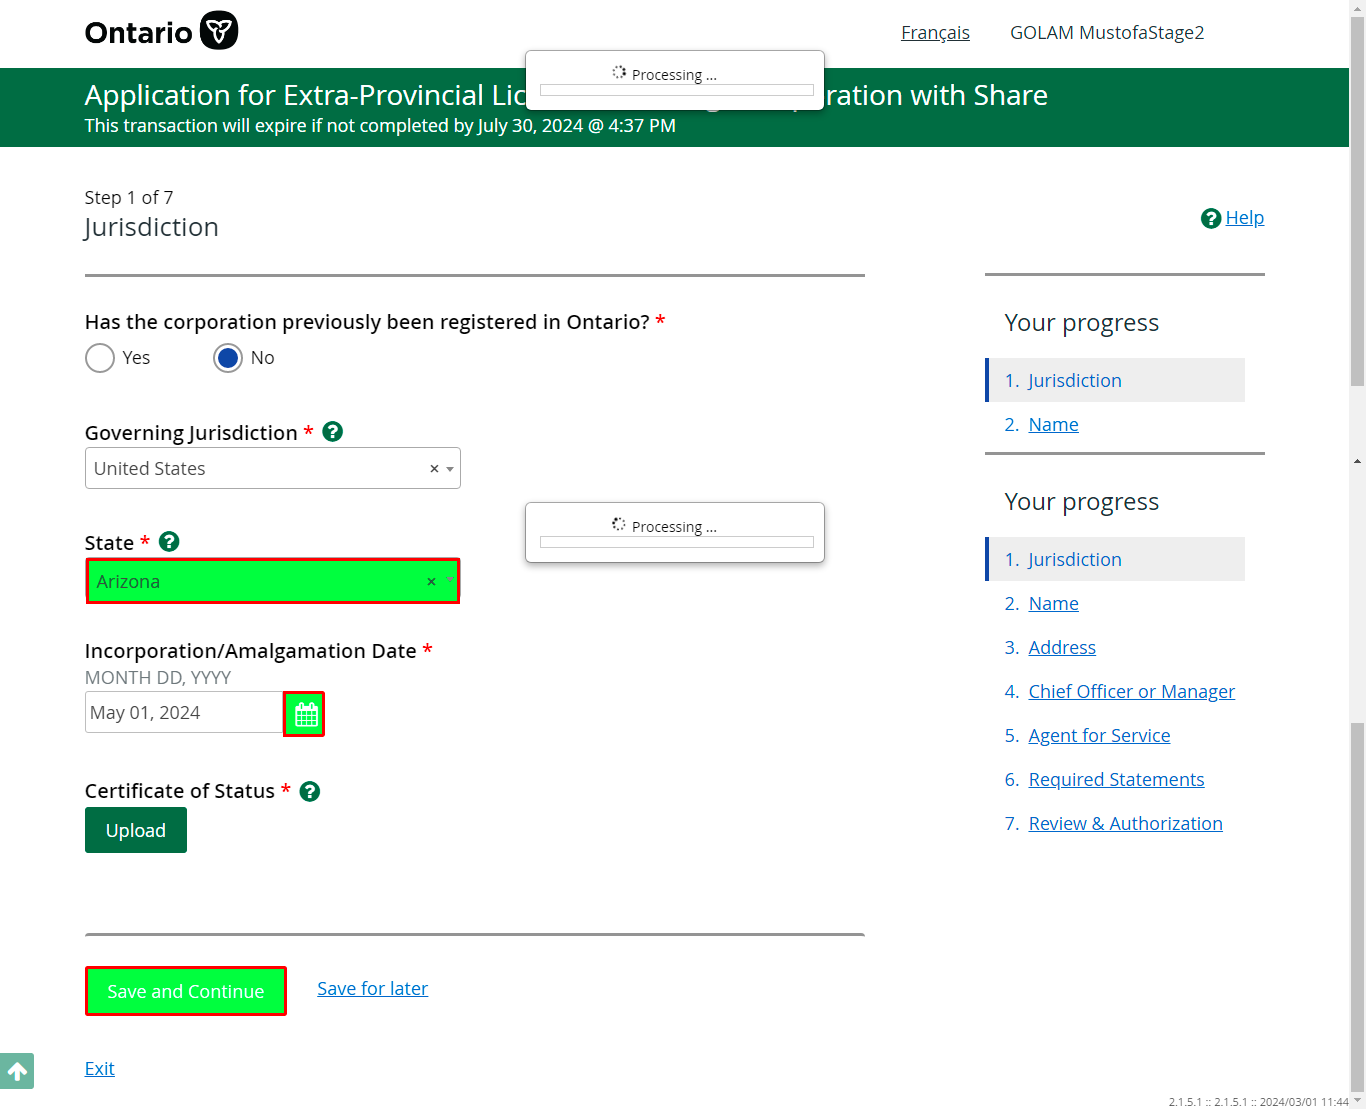 Ontario
Français
GOLAM MustofaStage2
Processing ...
Application for Extra-Provincial Lic
ration with Share
This transaction will expire if not completed by July 30, 2024 @ 4:37 PM
Step 1 of 7
Jurisdiction
? Help
Has the corporation previously been registered in Ontario? *
Yes
No
Governing Jurisdiction * ?
United States ×
State * ?
Arizona ×
Processing ...
Incorporation/Amalgamation Date *
MONTH DD, YYYY
May 01, 2024
Certificate of Status * ?
Upload
Save and Continue
Save for later
Exit
Your progress
1. Jurisdiction
2. Name
Your progress
1. Jurisdiction
2. Name
3. Address
4. Chief Officer or Manager
5. Agent for Service
6. Required Statements
7. Review & Authorization
2.1.5.1 :: 2.1.5.1 :: 2024/03/01 11:44